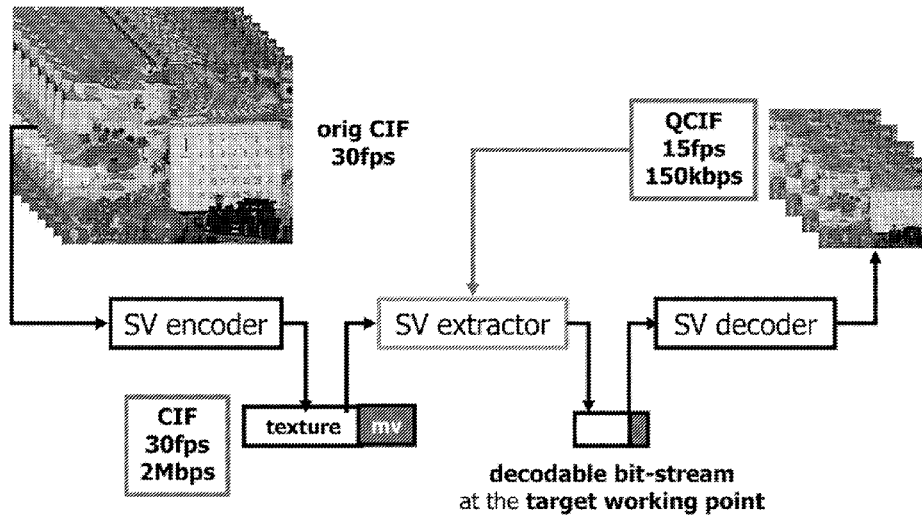 orig CIF
30fps
QCIF
15fps
150kbps
SV encoder
SV extractor
SV decoder
CIF
30fps
2Mbps
texture
mv
decodable bit-stream
at the target working point